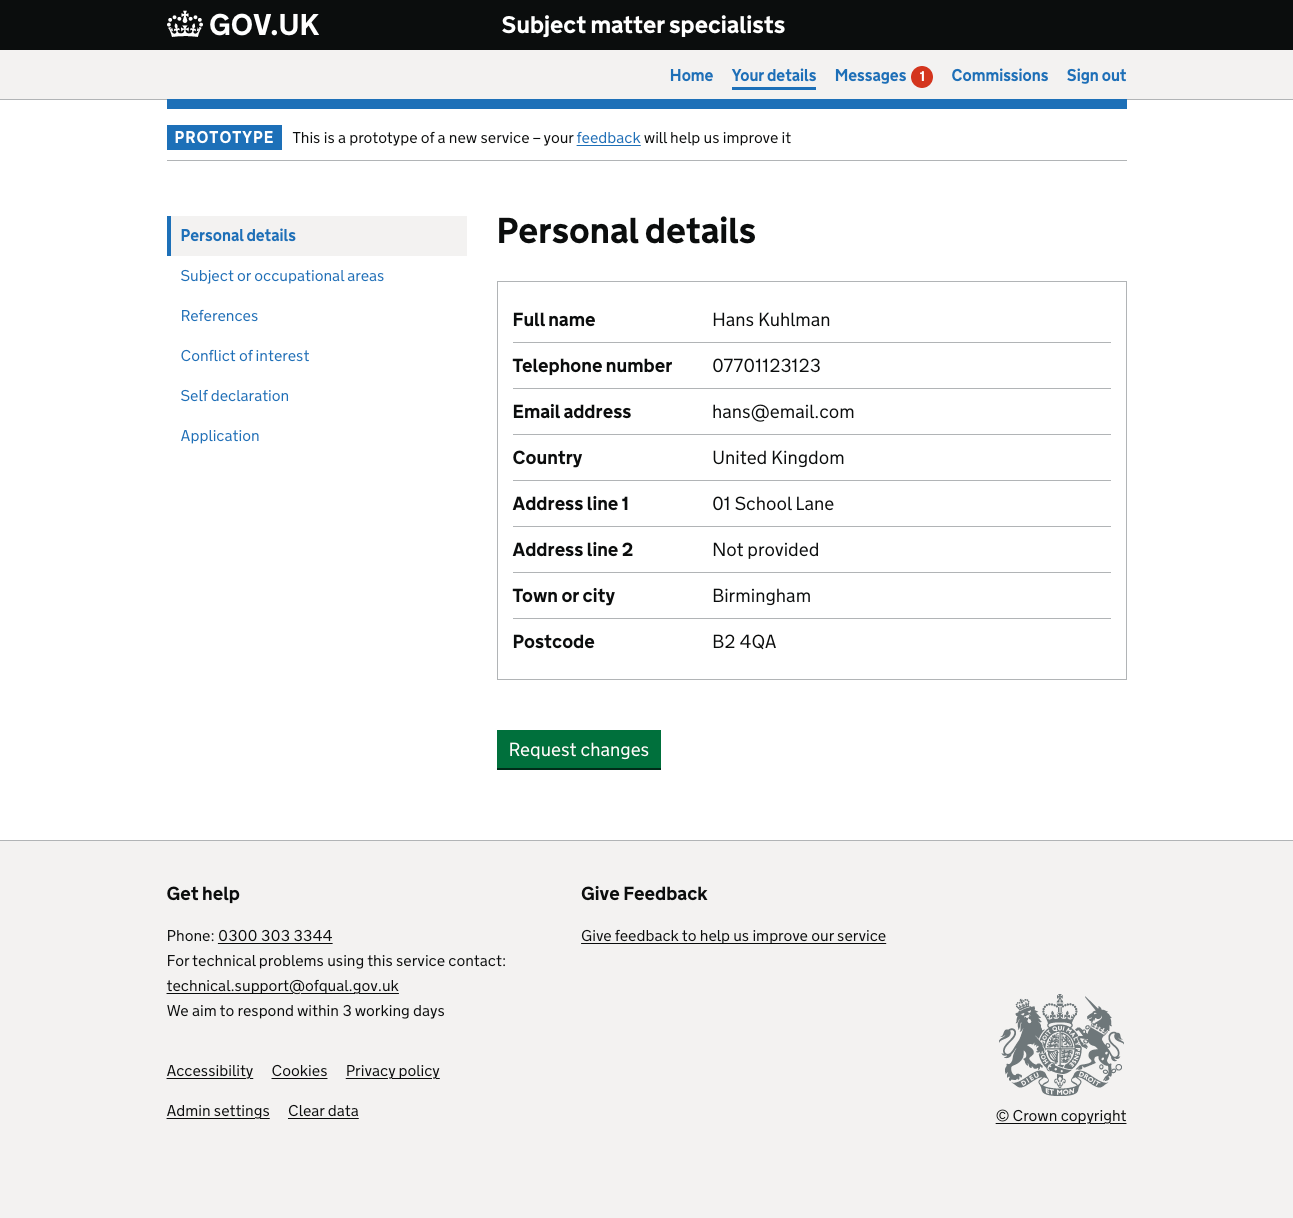 GOV.UK Subject matter specialists
Home Your details Messages 1 Commissions Sign out
PROTOTYPE This is a prototype of a new service – your feedback will help us improve it
Personal details
Subject or occupational areas
References
Conflict of interest
Self declaration
Application
Personal details
Full name Hans Kuhlman
Telephone number 07701123123
Email address hans@email.com
Country United Kingdom
Address line 1 01 School Lane
Address line 2 Not provided
Town or city Birmingham
Postcode B2 4QA
Request changes
Get help
Phone: 0300 303 3344
For technical problems using this service contact:
technical.support@ofqual.gov.uk
We aim to respond within 3 working days
Give Feedback
Give feedback to help us improve our service
Accessibility Cookies Privacy policy
Admin settings Clear data
DIEU ET MON DROIT
© Crown copyright